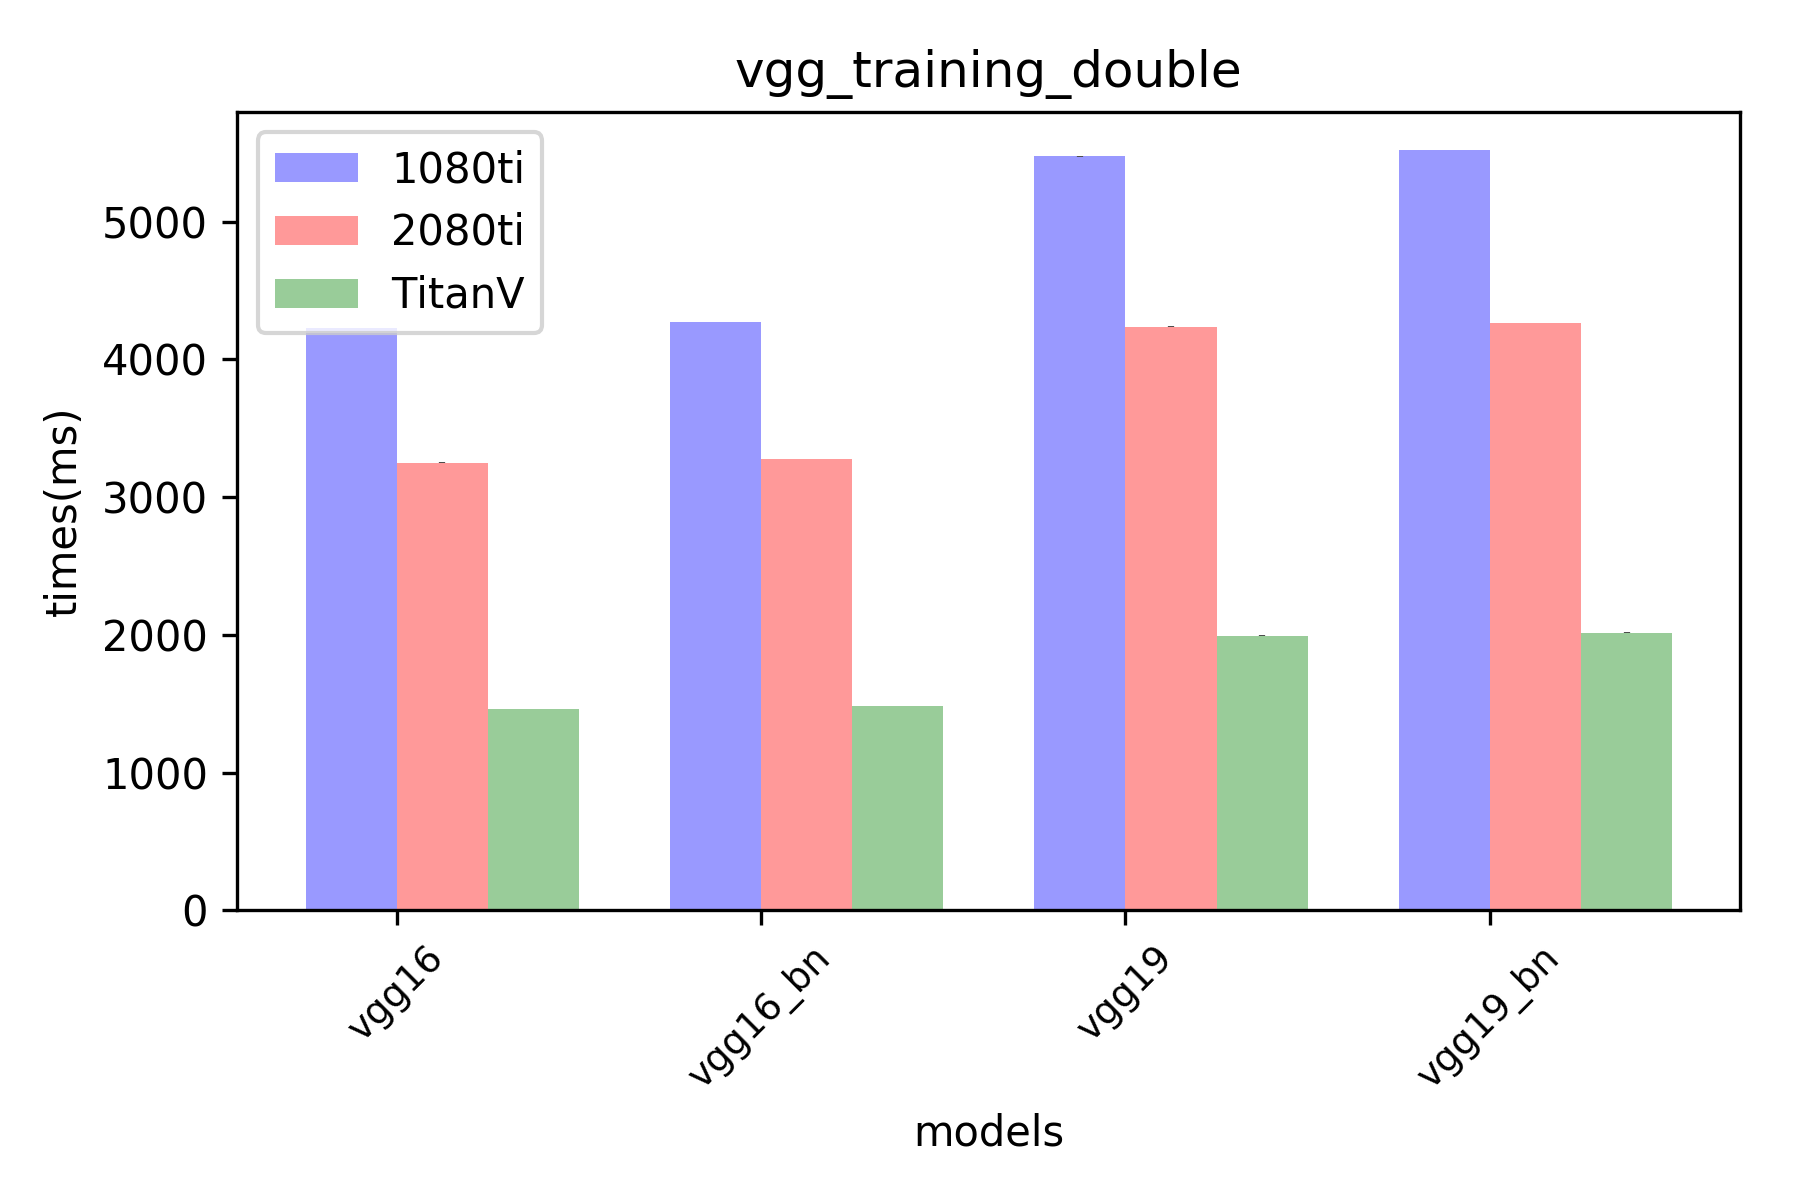 vgg_training_double
1080ti
2080ti
TitanV
5000
4000
3000
2000
1000
0
times(ms)
vgg16
vgg16_bn
vgg19
vgg19_bn
models